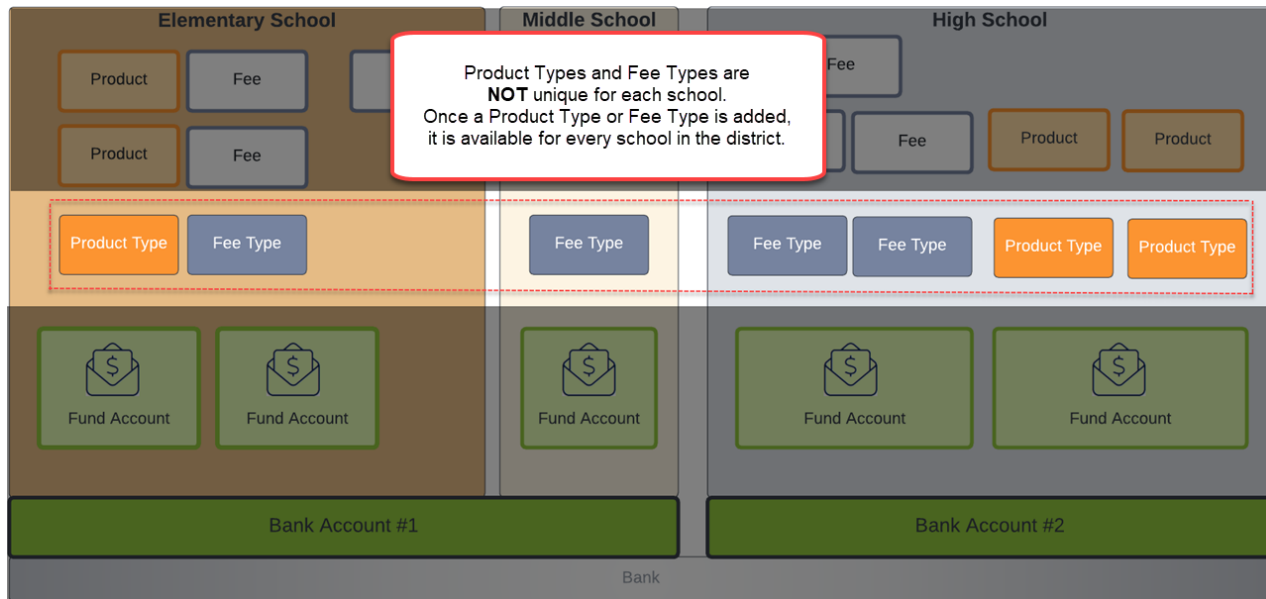 Elementary School
Middle School
High School
Product Types and Fee Types are
NOT unique for each school.
Once a Product Type or Fee Type is added,
it is available for every school in the district.
Product
Fee
Fee
Product
Fee
Fee
Product
Product
Product Type
Fee Type
Fee Type
Fee Type
Fee Type
Product Type
Product Type
Fund Account
Fund Account
Fund Account
Fund Account
Fund Account
Bank Account #1
Bank Account #2
Bank